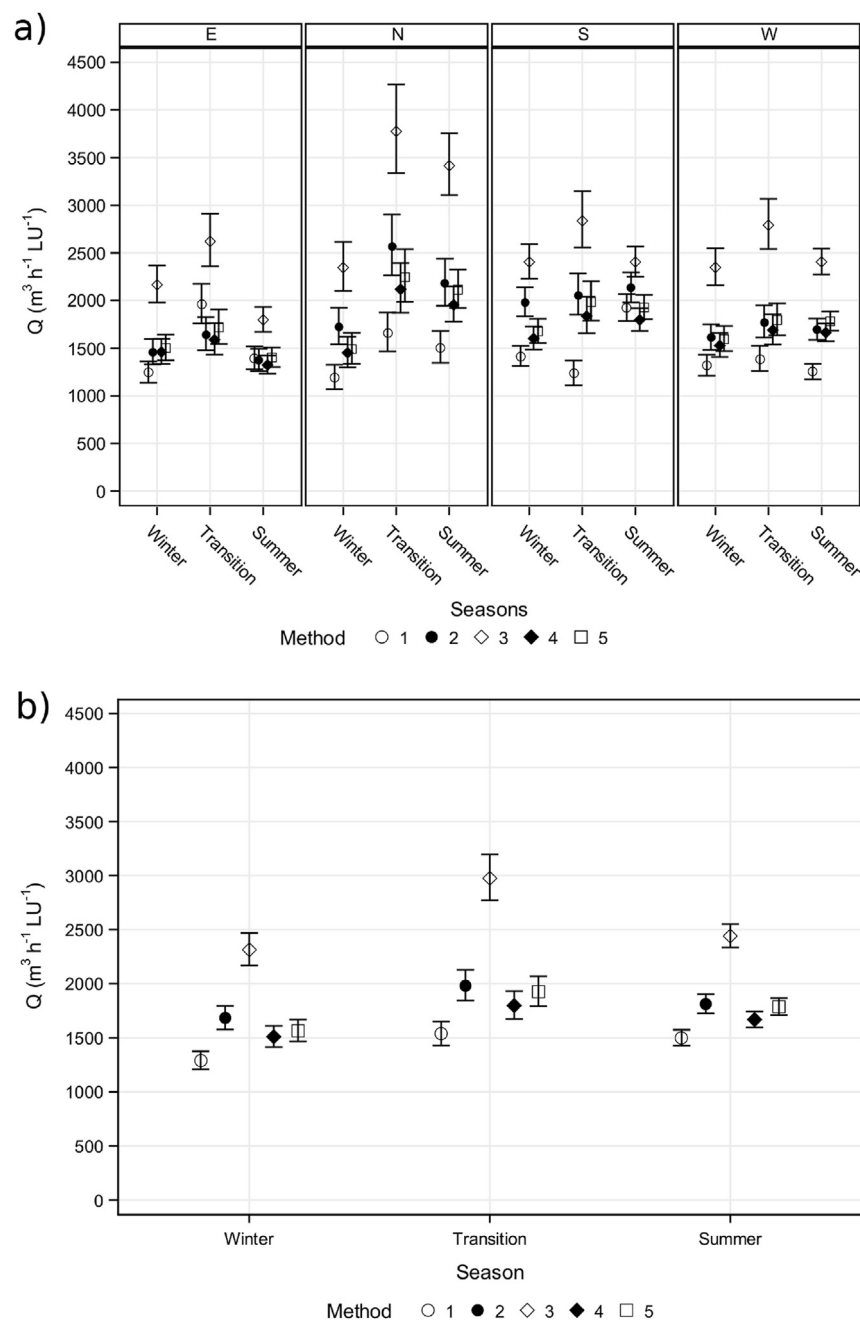 a)
E N S W
4500
4000
3500
3000
2500
2000
1500
1000
500
0
Q (m³ h⁻¹ LU⁻¹)
Winter Transition Summer Winter Transition Summer Winter Transition Summer Winter Transition Summer
Seasons
Method 1 2 3 4 5
b)
4500
4000
3500
3000
2500
2000
1500
1000
500
0
Q (m³ h⁻¹ LU⁻¹)
Winter Transition Summer
Season
Method 1 2 3 4 5